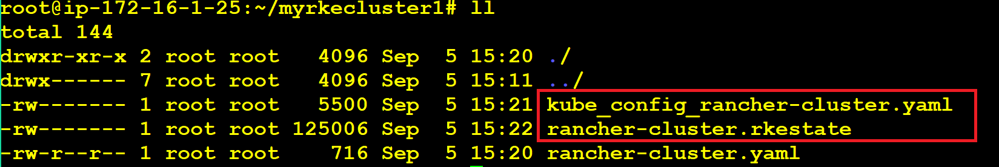 root@ip-172-16-1-25:~/myrkecluster1# ll
total 144
drwxr-xr-x 2 root root   4096 Sep  5 15:20 ./
drwx------ 7 root root   4096 Sep  5 15:11 ../
-rw------- 1 root root   5500 Sep  5 15:21 kube_config_rancher-cluster.yaml
-rw------- 1 root root 125006 Sep  5 15:22 rancher-cluster.rkestate
-rw-r--r-- 1 root root    716 Sep  5 15:20 rancher-cluster.yaml